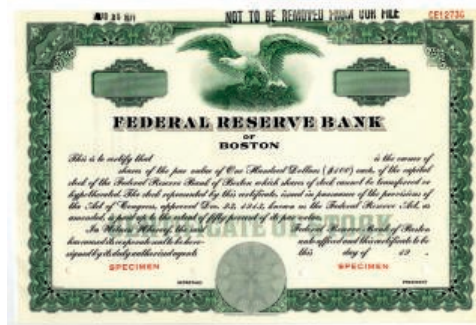 NOT TO BE REMOVED FROM OUR FILE
FEDERAL RESERVE BANK
OF
BOSTON
This is to certify that is the owner of
shares of the par value of One Hundred Dollars ($100) each, of the capital
stock of the Federal Reserve Bank of Boston which shares of stock cannot be transferred or
hypothecated. The stock represented by this certificate, issued in pursuance of the provisions of
the Act of Congress, approved Dec. 23, 1913, known as the Federal Reserve Act, as
amended, is paid up to the extent of fifty percent of its par value.
In Witness Whereof, the said Federal Reserve Bank of Boston
has caused its corporate seal to be here- unto affixed and this certificate to be
signed by its duly authorized agents this day of 19 .
SPECIMEN SPECIMEN
PRESIDENT